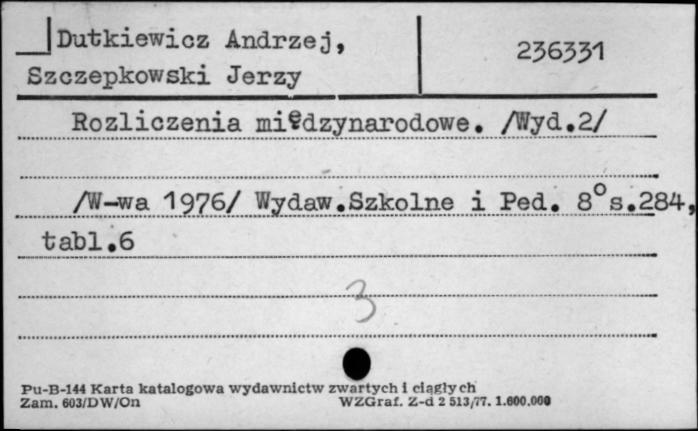 Dutkiewicz Andrzej,
236331
Szczepkowski Jerzy
Rozliczenia międzynarodowe. /Wyd.2/
/W-wa 1976/ Wydaw.Szkolne i Ped. 8° s.284,
tabl.6
3
Pu-B-144 Karta katalogowa wydawnictw zwartych i ciągłych
Zam. 603/DW/On WZGraf. Z-d 2 513/77. 1.600.000